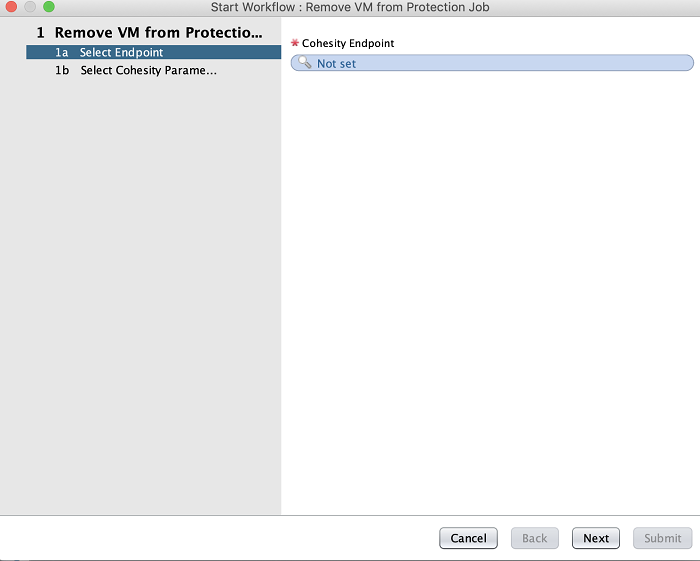 Start Workflow : Remove VM from Protection Job
1 Remove VM from Protectio...
1a Select Endpoint
1b Select Cohesity Parame...
* Cohesity Endpoint
Not set
Cancel Back Next Submit